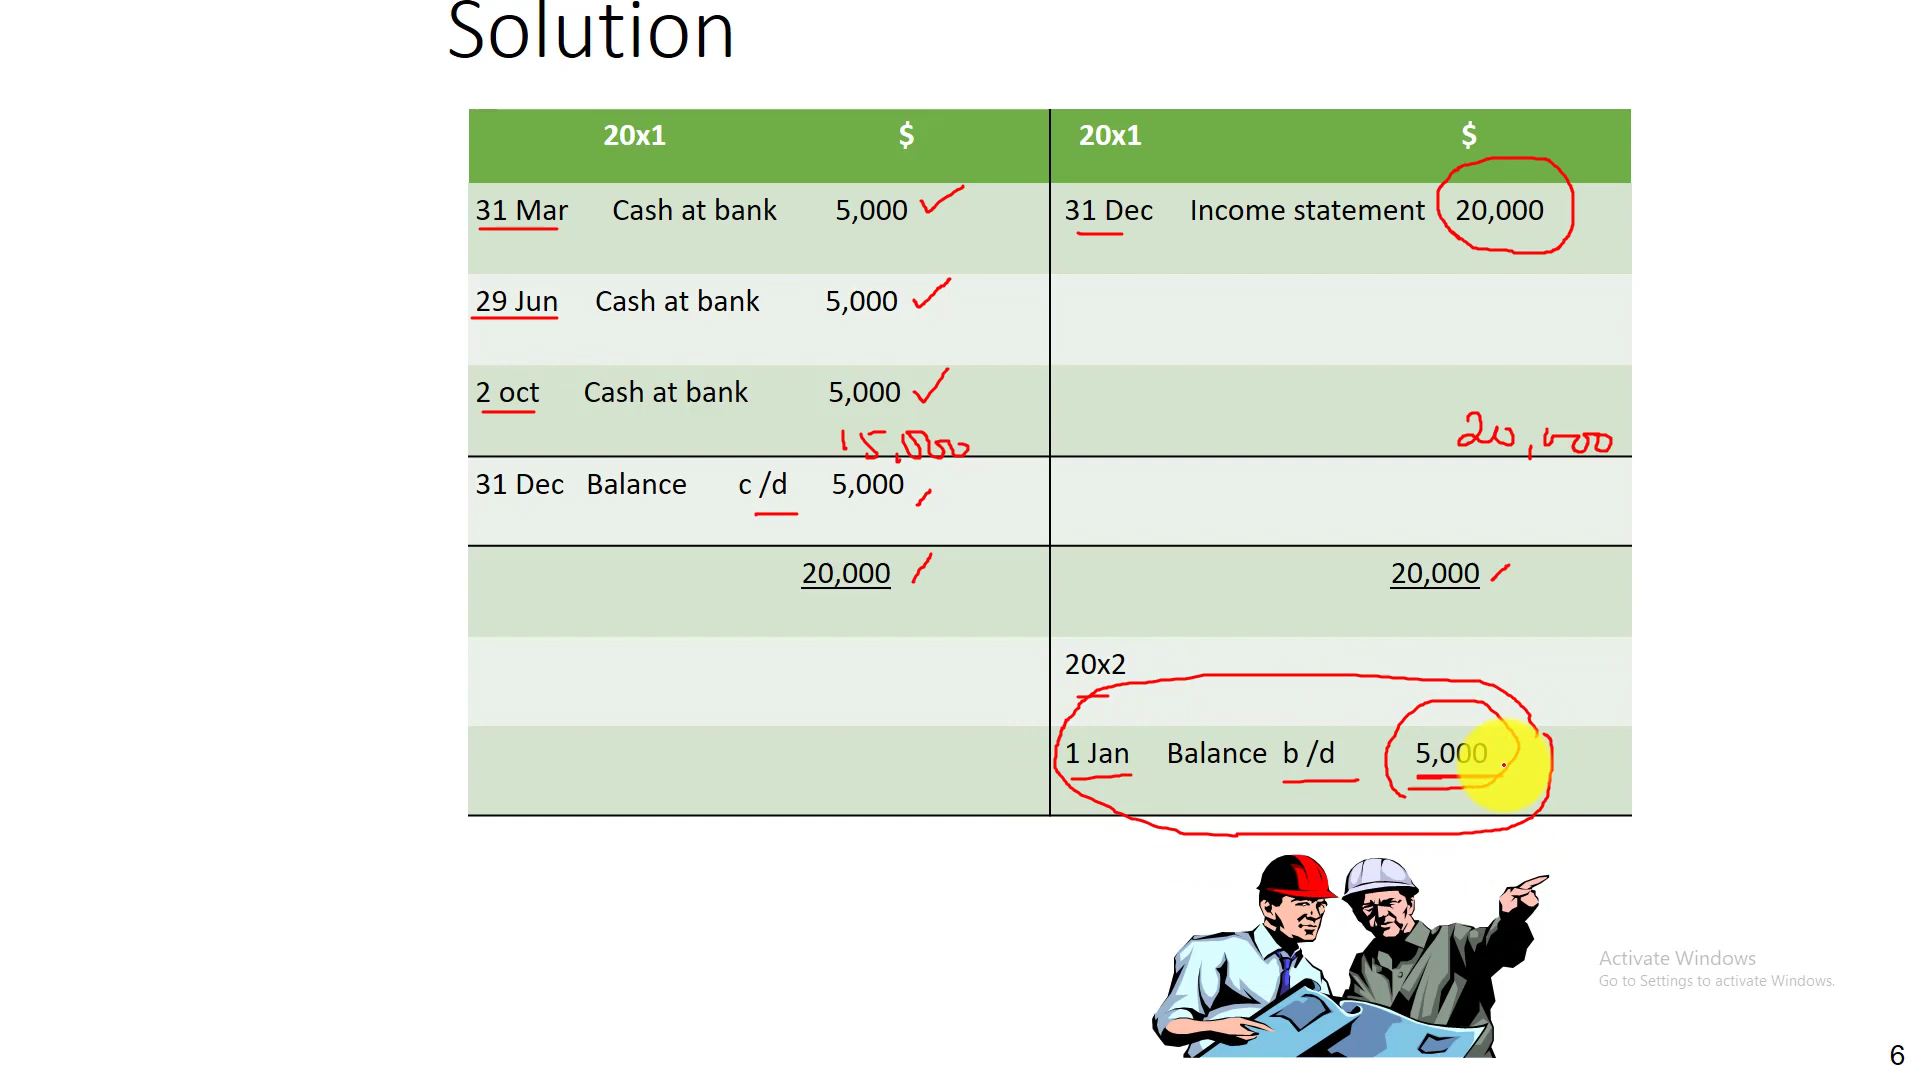 Solution
20x1 $ 20x1 $
31 Mar Cash at bank 5,000 31 Dec Income statement 20,000
29 Jun Cash at bank 5,000
2 oct Cash at bank 5,000
15,000 20,000
31 Dec Balance c /d 5,000
20,000 20,000
20x2
1 Jan Balance b /d 5,000
Activate Windows
Go to Settings to activate Windows.
6